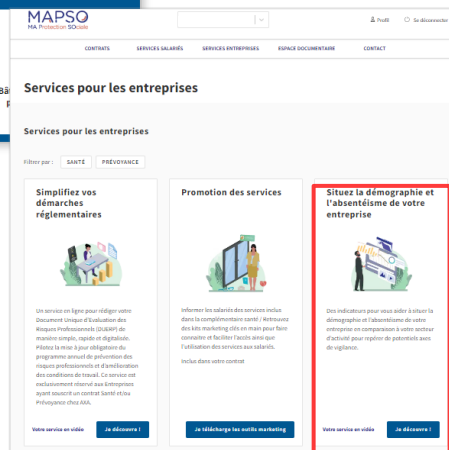 MAPSO
MA Protection SOciale
Profil
Se déconnecter
CONTRATS
SERVICES SALARIÉS
SERVICES ENTREPRISES
ESPACE DOCUMENTAIRE
CONTACT
Services pour les entreprises
Services pour les entreprises
Filtrer par :
SANTÉ
PRÉVOYANCE
Simplifiez vos
démarches
réglementaires
Un service en ligne pour rédiger votre
Document Unique d'Évaluation des
Risques Professionnels (DUERP) de
manière simple, rapide et digitalisée.
Pilotez la mise à jour obligatoire du
programme annuel de prévention des
risques professionnels et d'amélioration
des conditions de travail. Ce service est
exclusivement réservé aux Entreprises
ayant souscrit un contrat Santé et/ou
Prévoyance chez AXA.
Votre service en vidéo
Je découvre !
Promotion des services
Informer les salariés des services inclus
dans la complémentaire santé / Retrouvez
des kits marketing clés en main pour faire
connaitre et faciliter l'accès ainsi que
l'utilisation des services aux salariés.
Inclus dans votre contrat
Je télécharge les outils marketing
Situez la démographie et
l'absentéisme de votre
entreprise
Des indicateurs pour vous aider à situer la
démographie et l'absentéisme de votre
entreprise en comparaison à votre secteur
d'activité pour repérer de potentiels axes
de vigilance.
Votre service en vidéo
Je découvre !